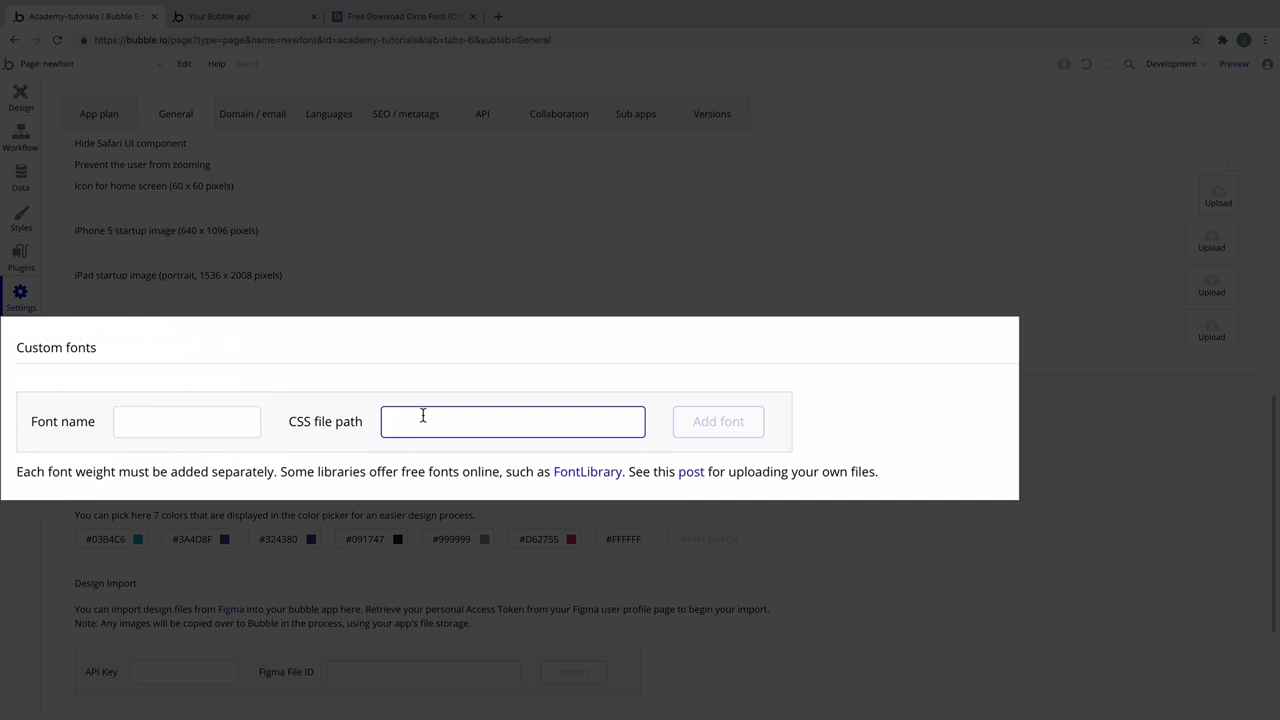 Academy-tutorials | Bubble Ed
Your Bubble app
Free Download Circo Font (Cir
https://bubble.io/page?type=page&name=newfont&id=academy-tutorials&tab=tabs-6&subtab=General
J
Page: newfont
Edit
Help
Saved
Development
Preview
Design
Workflow
Data
Styles
Plugins
Settings
App plan
General
Domain / email
Languages
SEO / metatags
API
Collaboration
Sub apps
Versions
Hide Safari UI component
Prevent the user from zooming
Icon for home screen (60 x 60 pixels)
Upload
iPhone 5 startup image (640 x 1096 pixels)
Upload
iPad startup image (portrait, 1536 x 2008 pixels)
Upload
Upload
Custom fonts
Font name
CSS file path
Add font
Each font weight must be added separately. Some libraries offer free fonts online, such as FontLibrary. See this post for uploading your own files.
You can pick here 7 colors that are displayed in the color picker for an easier design process.
#03B4C6
#3A4D8F
#324380
#091747
#999999
#D62755
#FFFFFF
Reset palette
Design Import
You can import design files from Figma into your bubble app here. Retrieve your personal Access Token from your Figma user profile page to begin your import.
Note: Any images will be copied over to Bubble in the process, using your app's file storage.
API Key
Figma File ID
Import